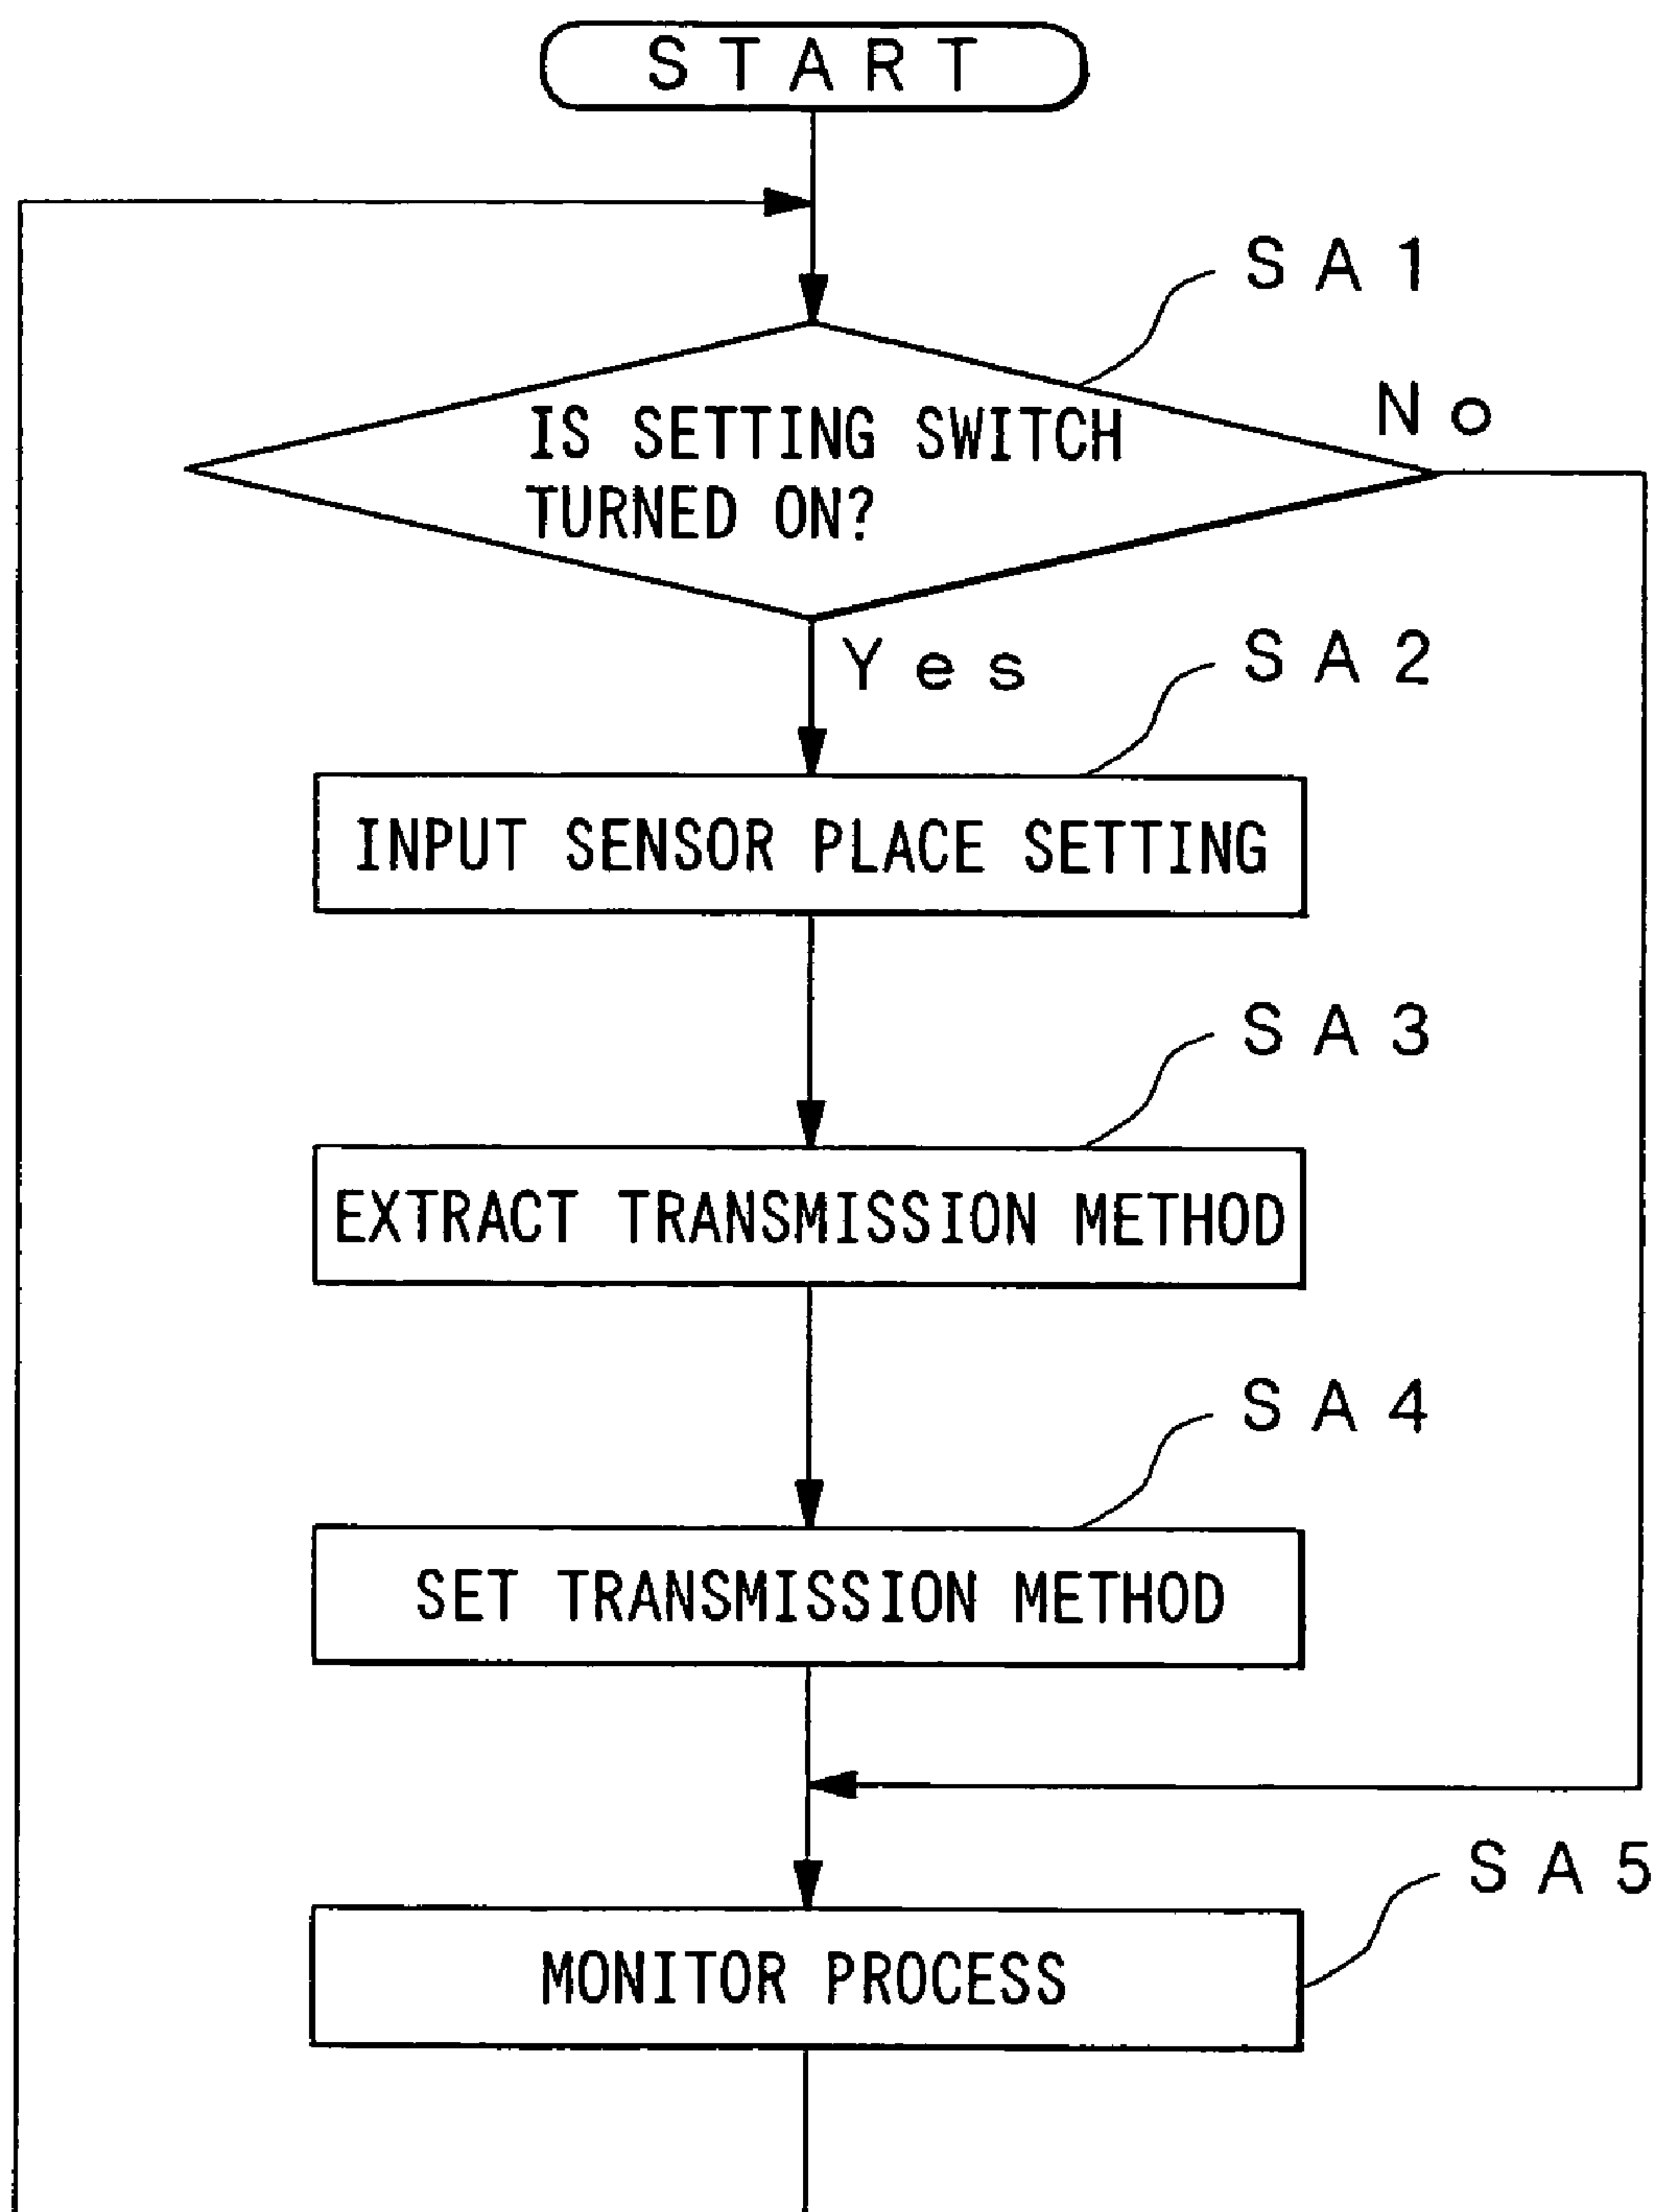 START
SA1
No
IS SETTING SWITCH
TURNED ON?
Yes
SA2
INPUT SENSOR PLACE SETTING
SA3
EXTRACT TRANSMISSION METHOD
SA4
SET TRANSMISSION METHOD
SA5
MONITOR PROCESS